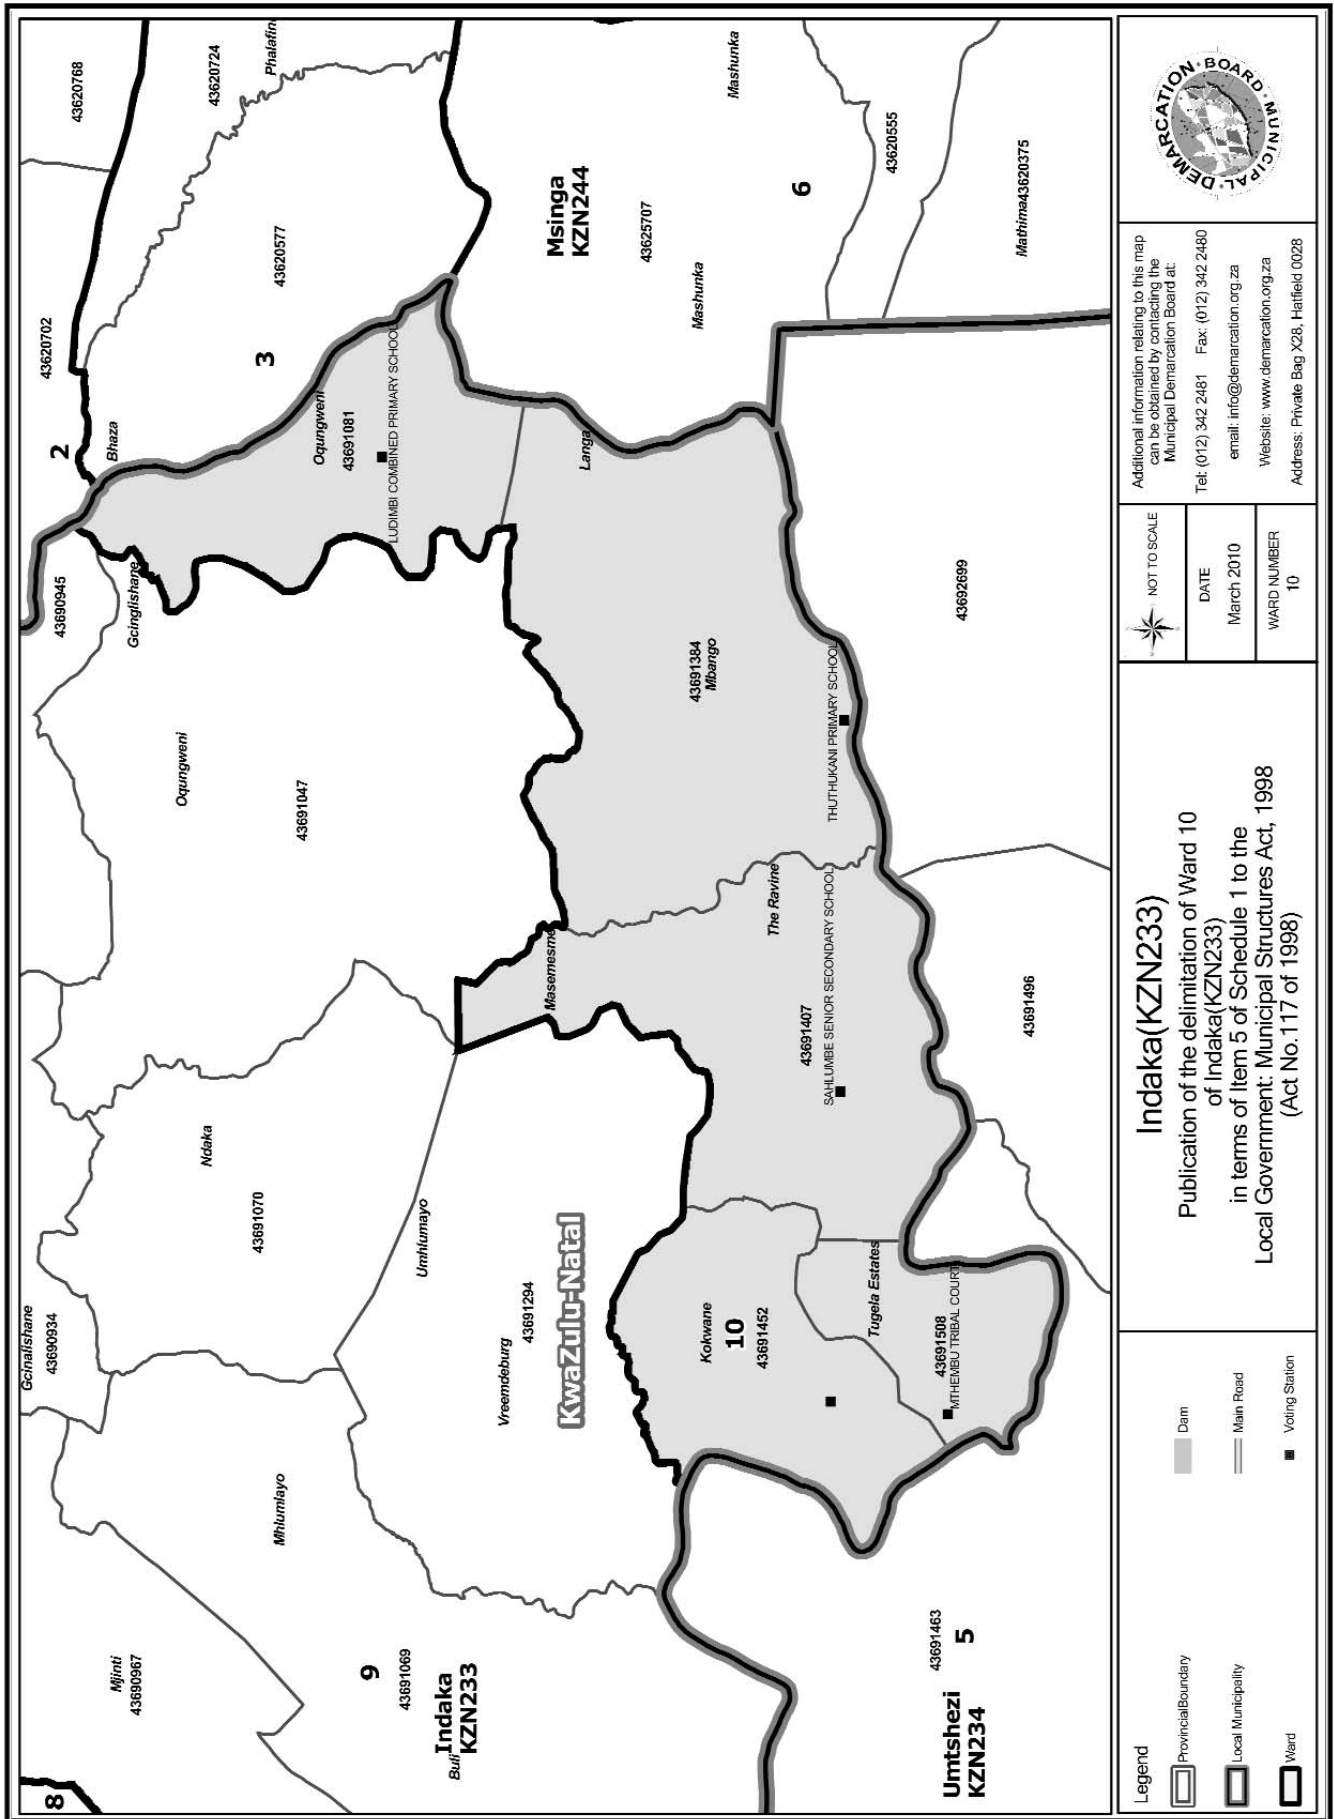 8
Mjinti
43690967
9
43691069
Indaka
KZN233
Buli
Mhlumlayo
Gcinalishane
43690934
Ndaka
43691070
Umhlumayo
Vreemdeburg
43691294
KwaZulu-Natal
Umtshezi
KZN234
43691463
5
Kokwane
10
43691452
Tugela Estates
43691508
MTHEMBU TRIBAL COURT
43691407
SAHLUMBE SENIOR SECONDARY SCHOOL
The Ravine
Masemesme
43691496
Oqungweni
43691047
Gcinglishane
43690945
43691384
Mbango
THUTHUKANI PRIMARY SCHOOL
43692699
Langa
2
Bhaza
43620702
3
Oqungweni
43691081
LUDIMBI COMBINED PRIMARY SCHOOL
43620577
43620768
43620724
Phalafin
Msinga
KZN244
43625707
Mashunka
Mashunka
6
43620555
Mathima43620375
Legend
ProvincialBoundary
Local Municipality
Ward
Dam
Main Road
Voting Station
Indaka(KZN233)
Publication of the delimitation of Ward 10
of Indaka(KZN233)
in terms of Item 5 of Schedule 1 to the
Local Government: Municipal Structures Act, 1998
(Act No.117 of 1998)
NOT TO SCALE
DATE
March 2010
WARD NUMBER
10
Additional information relating to this map
can be obtained by contacting the
Municipal Demarcation Board at:
Tel: (012) 342 2481 Fax: (012) 342 2480
email: info@demarcation.org.za
Website: www.demarcation.org.za
Address: Private Bag X28, Hatfield 0028
MUNICIPAL • DEMARCATION • BOARD •